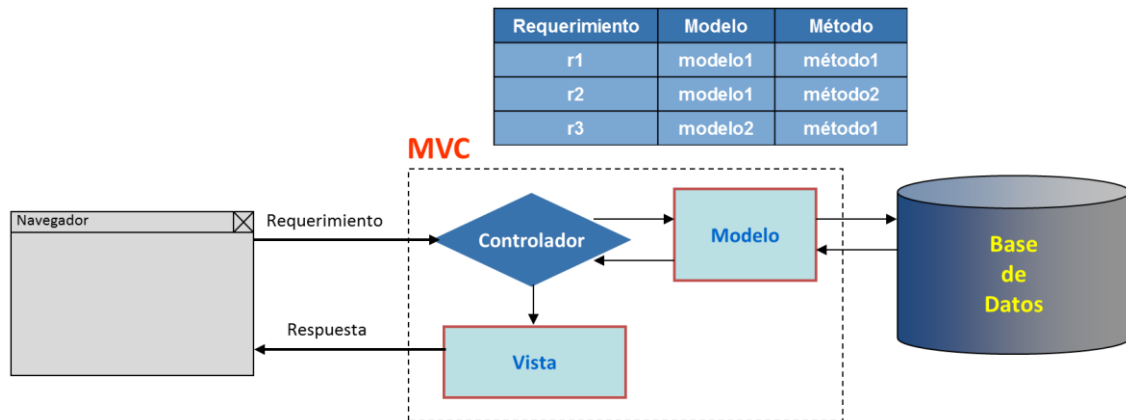 Requerimiento Modelo Método
r1 modelo1 método1
r2 modelo1 método2
r3 modelo2 método1
MVC
Navegador
Requerimiento
Controlador
Modelo
Base
de
Datos
Respuesta
Vista